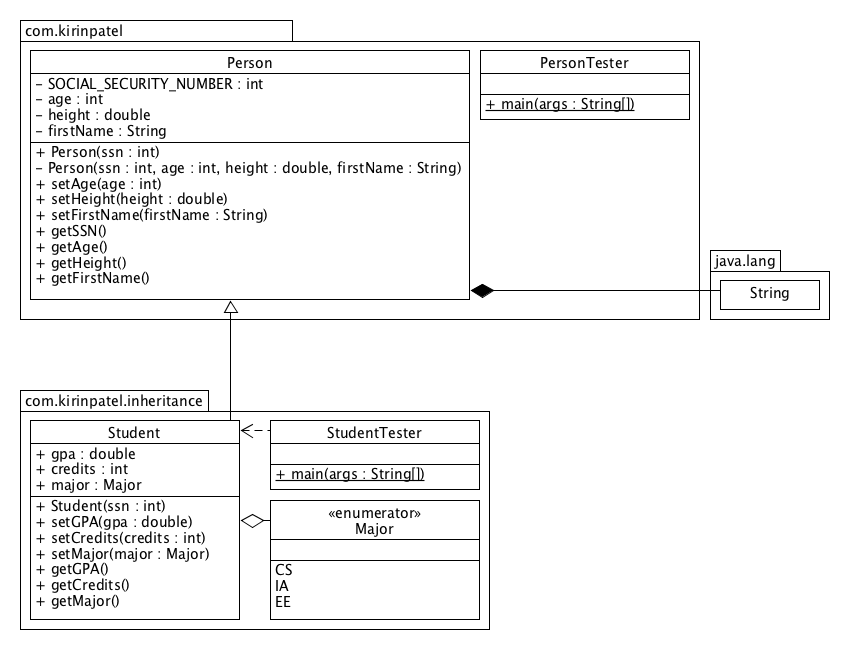 com.kirinpatel
Person
– SOCIAL_SECURITY_NUMBER : int
– age : int
– height : double
– firstName : String
+ Person(ssn : int)
– Person(ssn : int, age : int, height : double, firstName : String)
+ setAge(age : int)
+ setHeight(height : double)
+ setFirstName(firstName : String)
+ getSSN()
+ getAge()
+ getHeight()
+ getFirstName()
PersonTester
+ main(args : String[])
java.lang
String
com.kirinpatel.inheritance
Student
+ gpa : double
+ credits : int
+ major : Major
+ Student(ssn : int)
+ setGPA(gpa : double)
+ setCredits(credits : int)
+ setMajor(major : Major)
+ getGPA()
+ getCredits()
+ getMajor()
StudentTester
+ main(args : String[])
«enumerator»
Major
CS
IA
EE